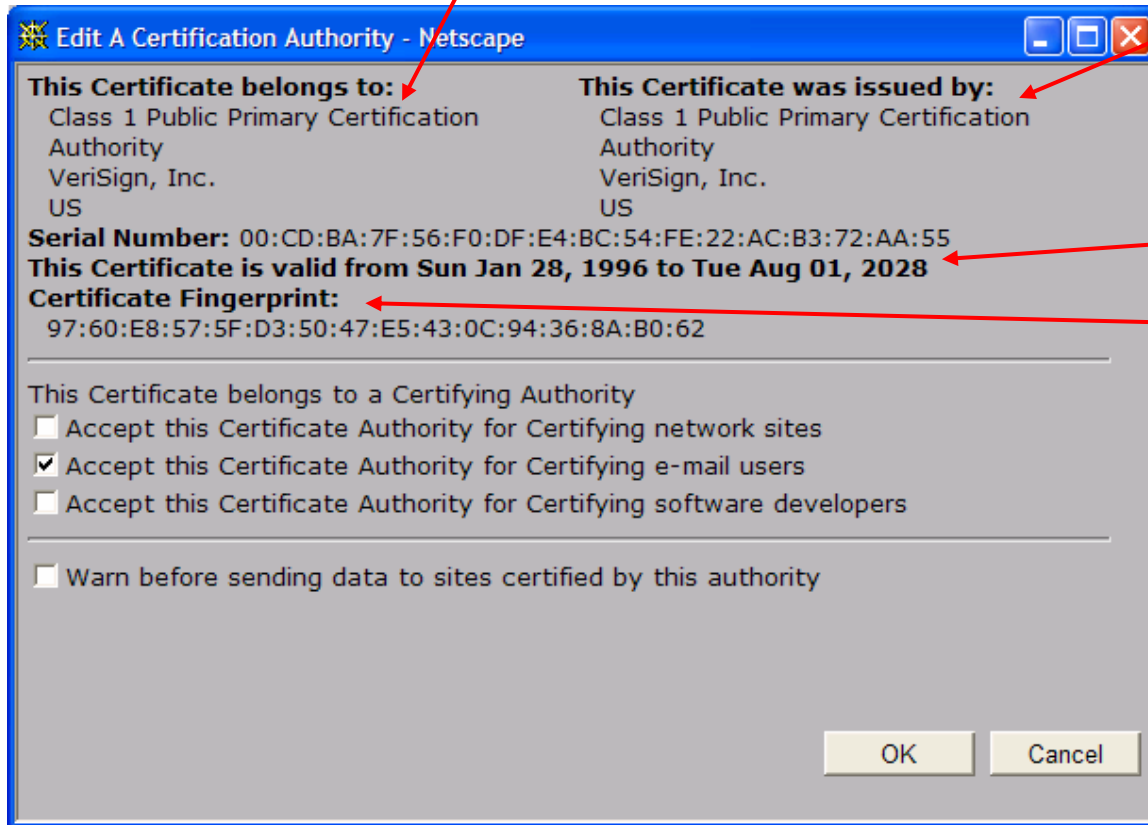 Edit A Certification Authority - Netscape
This Certificate belongs to:
Class 1 Public Primary Certification
Authority
VeriSign, Inc.
US
This Certificate was issued by:
Class 1 Public Primary Certification
Authority
VeriSign, Inc.
US
Serial Number: 00:CD:BA:7F:56:F0:DF:E4:BC:54:FE:22:AC:B3:72:AA:55
This Certificate is valid from Sun Jan 28, 1996 to Tue Aug 01, 2028
Certificate Fingerprint:
97:60:E8:57:5F:D3:50:47:E5:43:0C:94:36:8A:B0:62
This Certificate belongs to a Certifying Authority
Accept this Certificate Authority for Certifying network sites
Accept this Certificate Authority for Certifying e-mail users
Accept this Certificate Authority for Certifying software developers
Warn before sending data to sites certified by this authority
OK
Cancel